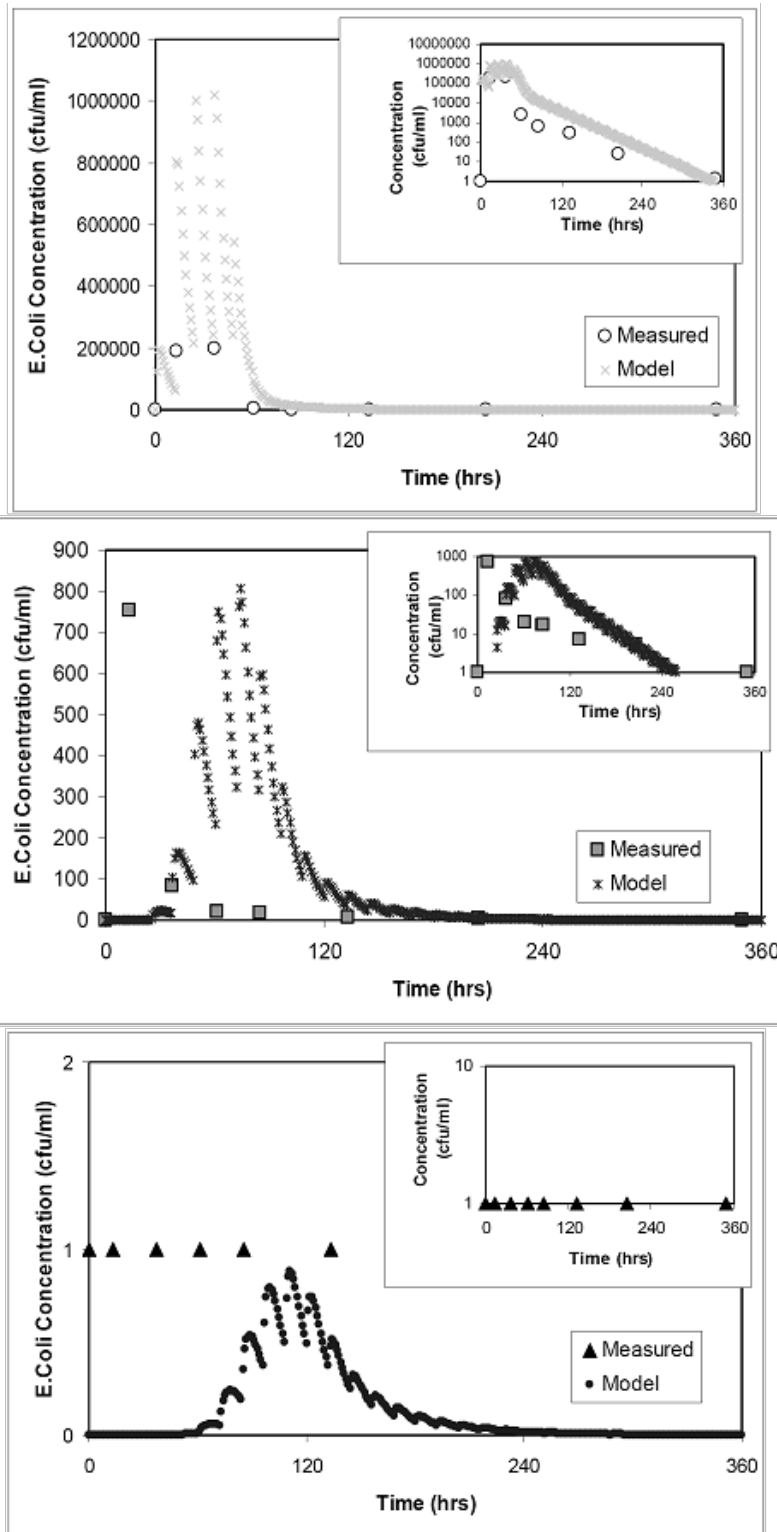 E.Coli Concentration (cfu/ml)
1200000
1000000
800000
600000
400000
200000
0
0
120
240
360
Time (hrs)
Concentration
(cfu/ml)
10000000
1000000
100000
10000
1000
100
10
1
0
120
240
360
Time (hrs)
Measured
Model
E.Coli Concentration (cfu/ml)
900
800
700
600
500
400
300
200
100
0
0
120
240
360
Time (hrs)
Concentration
(cfu/ml)
1000
100
10
1
0
120
240
360
Time (hrs)
Measured
Model
E.Coli Concentration (cfu/ml)
2
1
0
0
120
240
360
Time (hrs)
Concentration
(cfu/ml)
10
1
0
120
240
360
Time (hrs)
Measured
Model